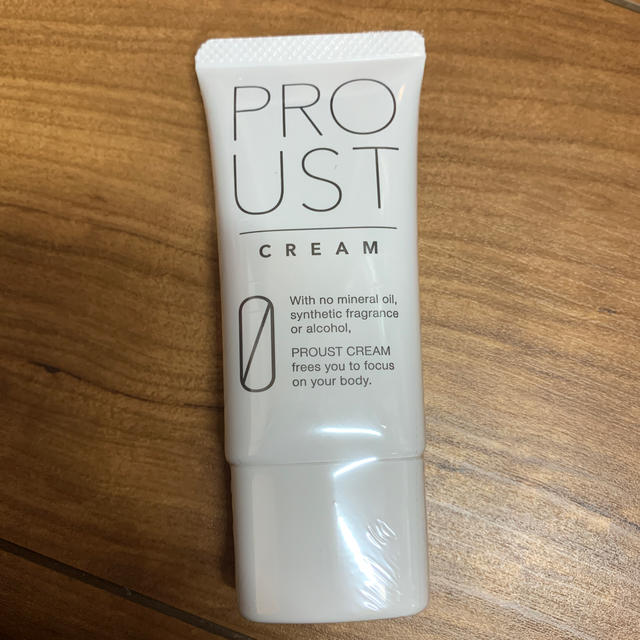 PRO
UST
CREAM
0
With no mineral oil,
synthetic fragrance
or alcohol,
PROUST CREAM
frees you to focus
on your body.